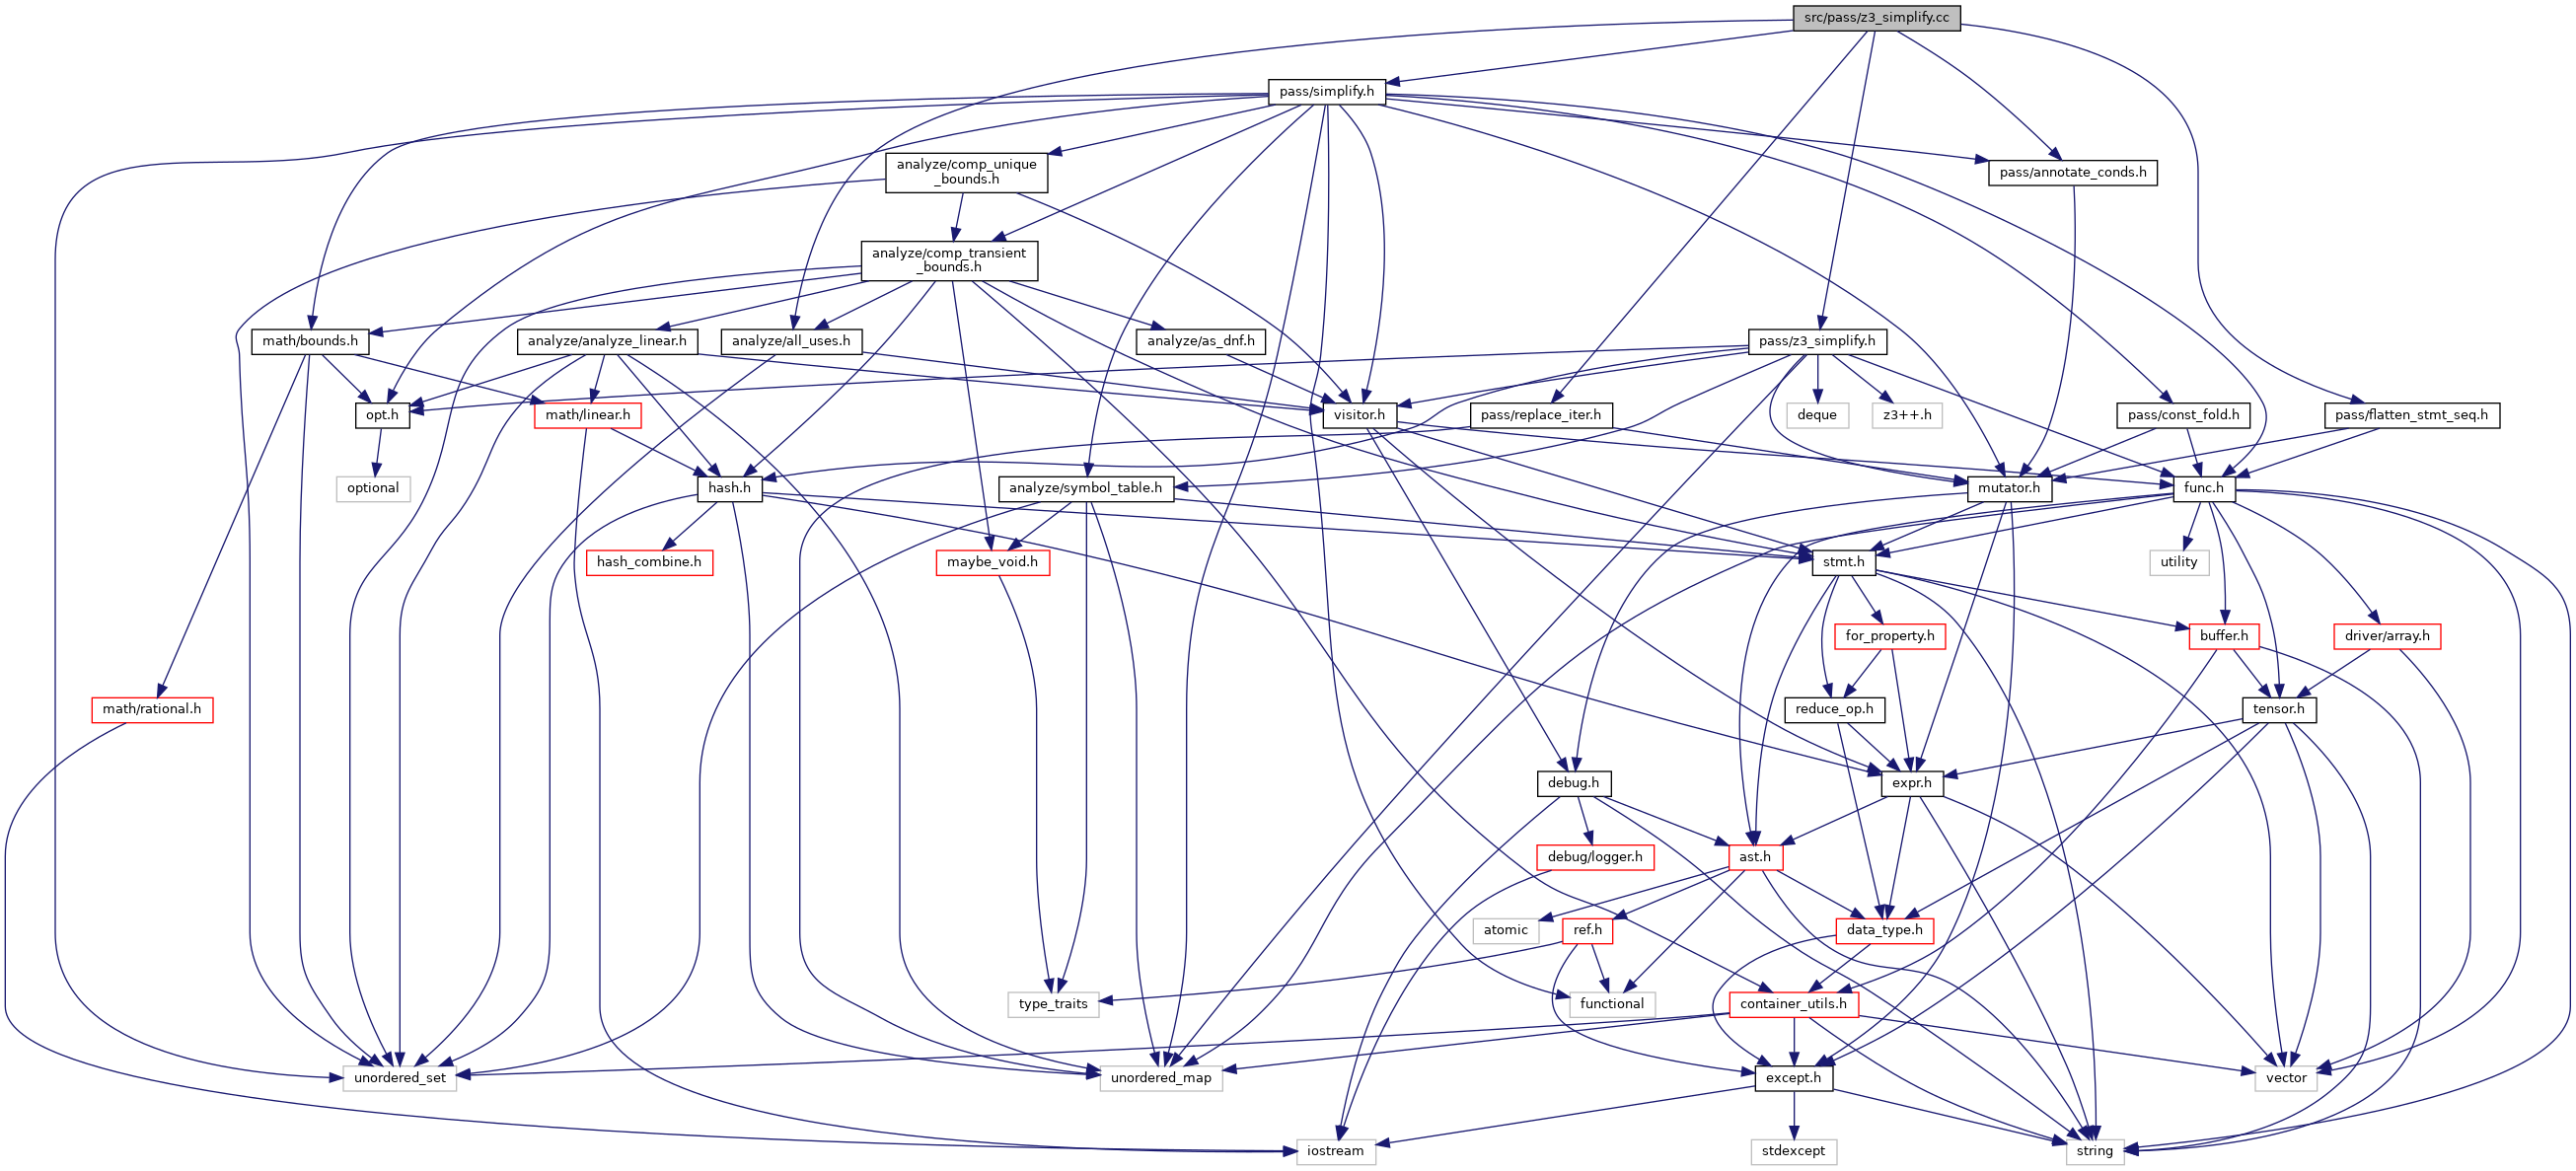 src/pass/z3_simplify.cc
pass/simplify.h
analyze/comp_unique
_bounds.h
pass/annotate_conds.h
analyze/comp_transient
_bounds.h
math/bounds.h
analyze/analyze_linear.h
analyze/all_uses.h
analyze/as_dnf.h
pass/z3_simplify.h
opt.h
math/linear.h
visitor.h
pass/replace_iter.h
deque
z3++.h
pass/const_fold.h
pass/flatten_stmt_seq.h
optional
hash.h
analyze/symbol_table.h
mutator.h
func.h
hash_combine.h
maybe_void.h
stmt.h
utility
for_property.h
buffer.h
driver/array.h
math/rational.h
reduce_op.h
tensor.h
debug.h
expr.h
debug/logger.h
ast.h
atomic
ref.h
data_type.h
type_traits
functional
container_utils.h
unordered_set
unordered_map
except.h
vector
iostream
stdexcept
string